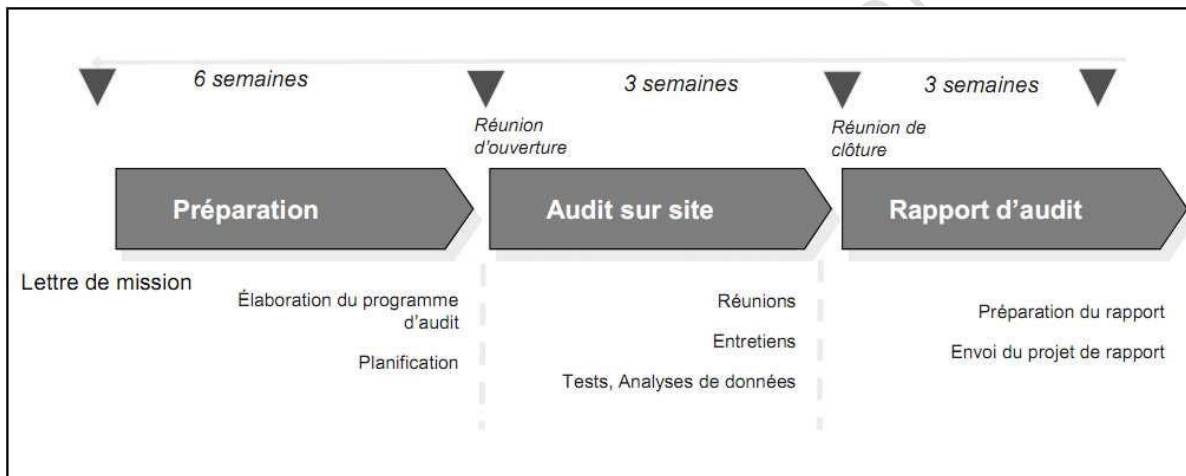 6 semaines
3 semaines
3 semaines
Réunion
d'ouverture
Réunion de
clôture
Préparation
Audit sur site
Rapport d'audit
Lettre de mission
Élaboration du programme
d'audit
Planification
Réunions
Entretiens
Tests, Analyses de données
Préparation du rapport
Envoi du projet de rapport